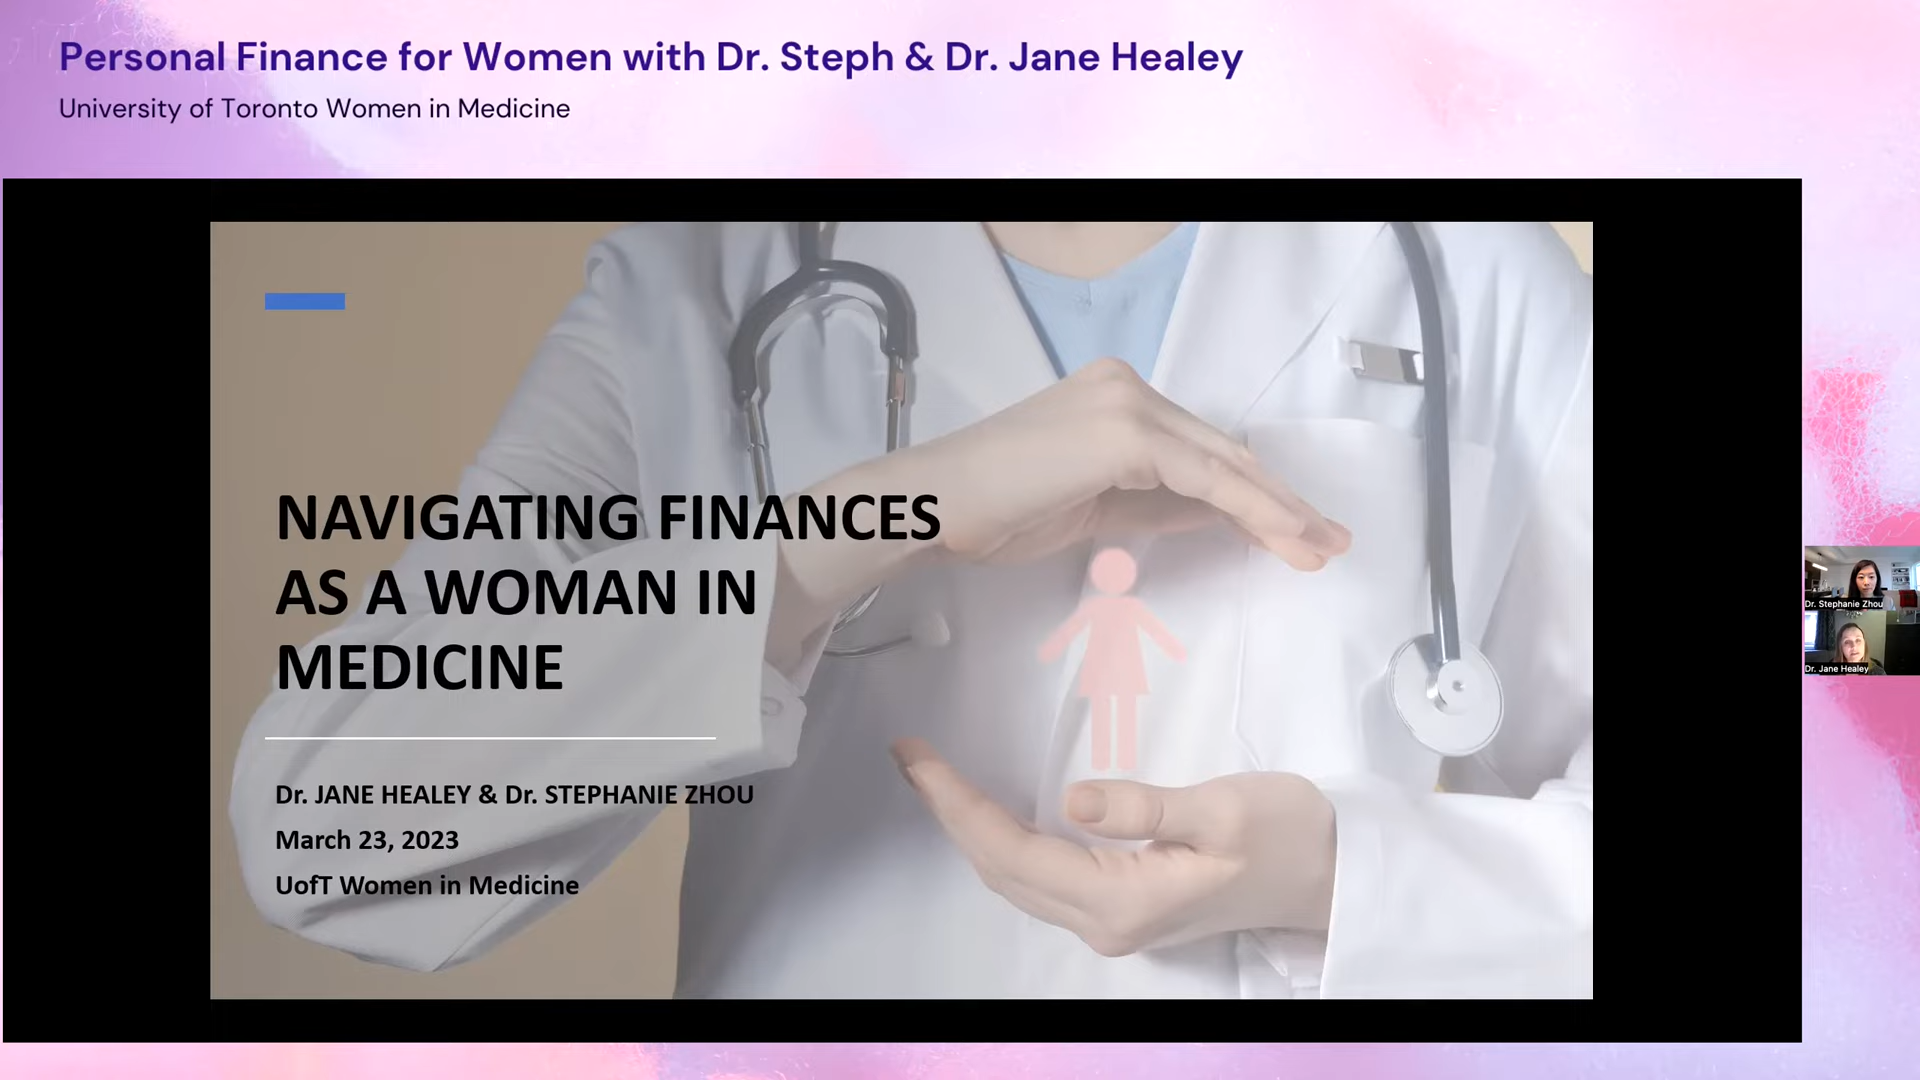 Personal Finance for Women with Dr. Steph & Dr. Jane Healey
University of Toronto Women in Medicine
NAVIGATING FINANCES
AS A WOMAN IN
MEDICINE
Dr. JANE HEALEY & Dr. STEPHANIE ZHOU
March 23, 2023
UofT Women in Medicine
Dr. Stephanie Zhou
Dr. Jane Healey